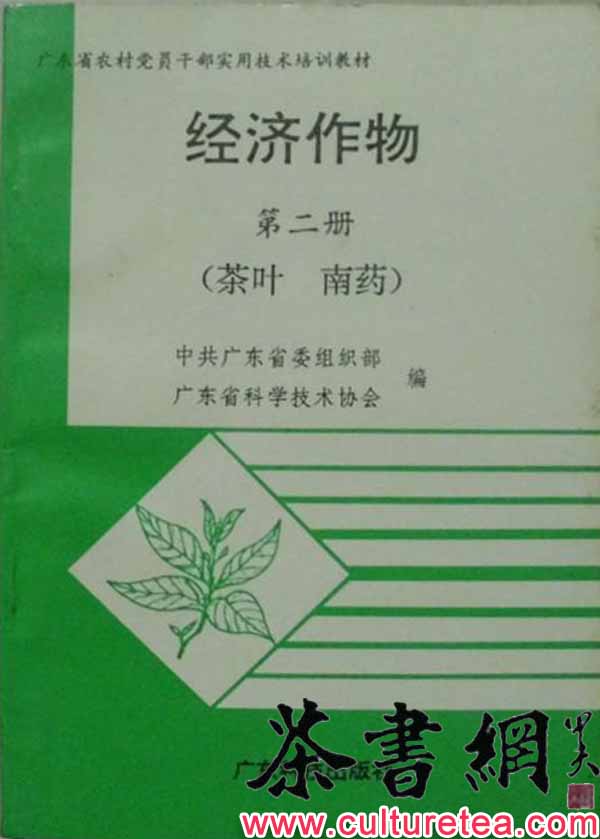 广东省农村党员干部实用技术培训教材
经济作物
第二册
(茶叶 南药)
中共广东省委组织部
广东省科学技术协会
编
茶書網
www.culturetea.com